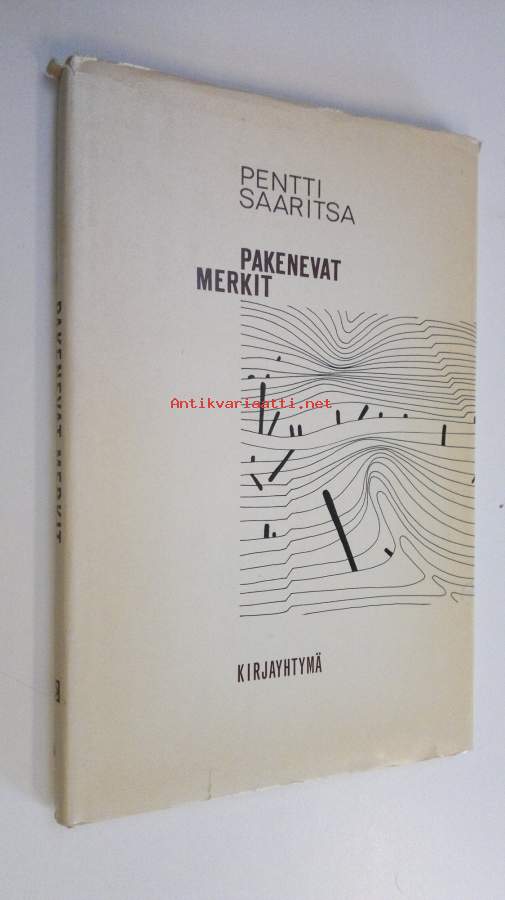 PENTTI
SAARITSA
PAKENEVAT
MERKIT
Antikvariaatti.net
KIRJAYHTYMÄ
PAKENEVAT MERKIT